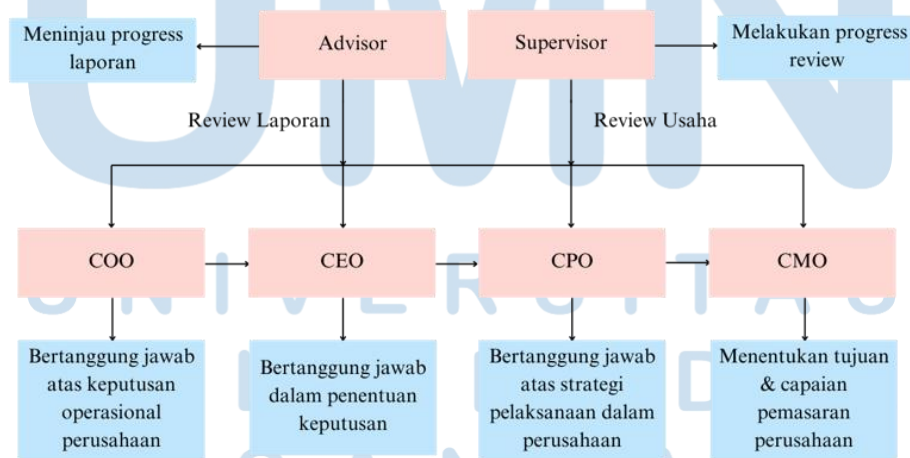 Meninjau progress
laporan
Advisor
Supervisor
Melakukan progress
review
Review Laporan
Review Usaha
COO
CEO
CPO
CMO
Bertanggung jawab
atas keputusan
operasional
perusahaan
Bertanggung jawab
dalam penentuan
keputusan
Bertanggung jawab
atas strategi
pelaksanaan dalam
perusahaan
Menentukan tujuan
& capaian
pemasaran
perusahaan
UMN